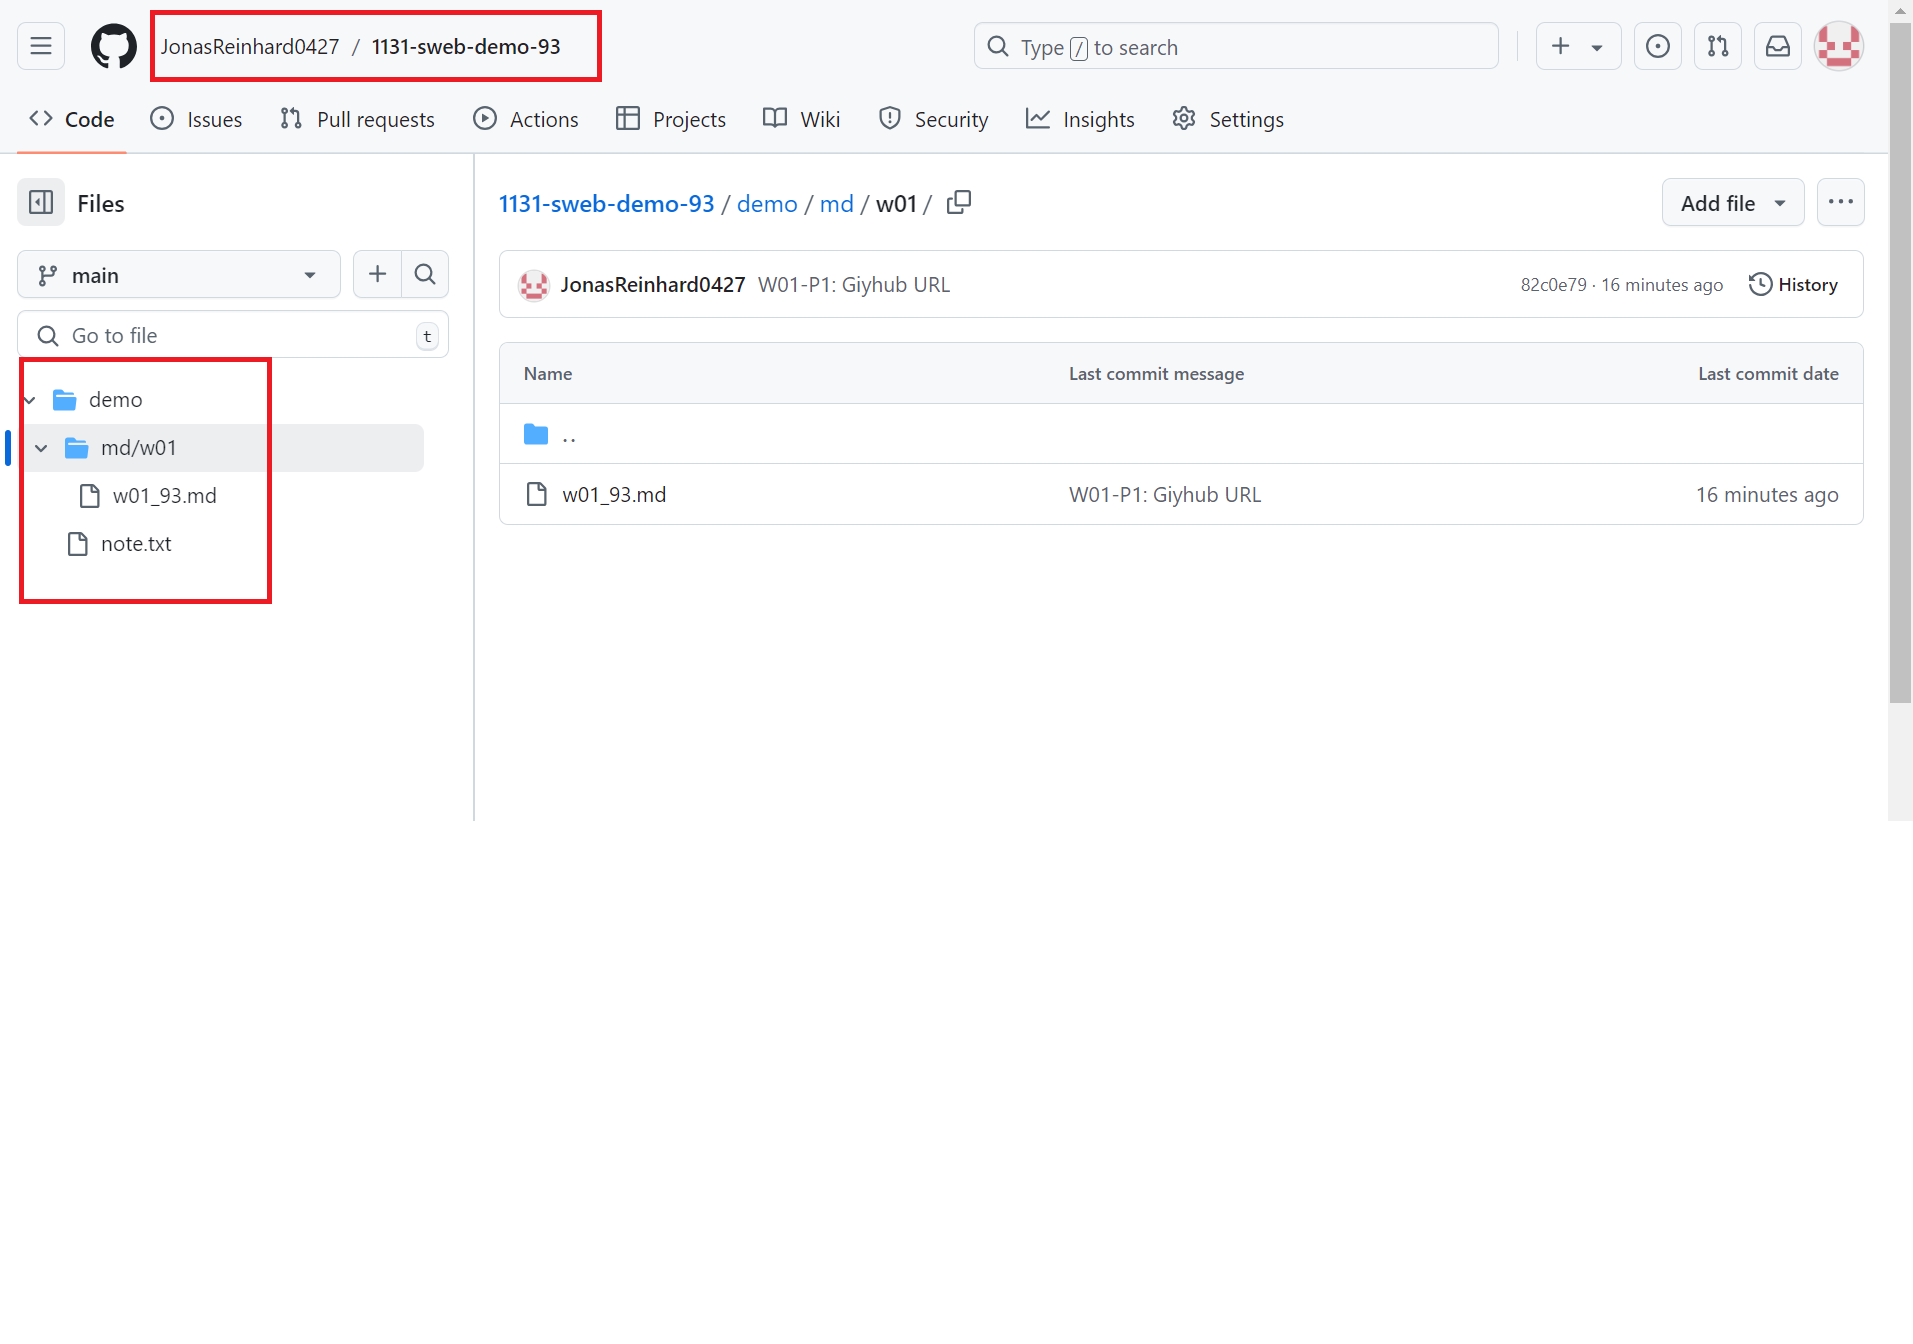 JonasReinhard0427 / 1131-sweb-demo-93
Type / to search
Code Issues Pull requests Actions Projects Wiki Security Insights Settings
Files
main
Go to file t
demo
md/w01
w01_93.md
note.txt
1131-sweb-demo-93 / demo / md / w01 /
Add file
JonasReinhard0427 W01-P1: Giyhub URL 82c0e79 · 16 minutes ago History
Name Last commit message Last commit date
..
w01_93.md W01-P1: Giyhub URL 16 minutes ago